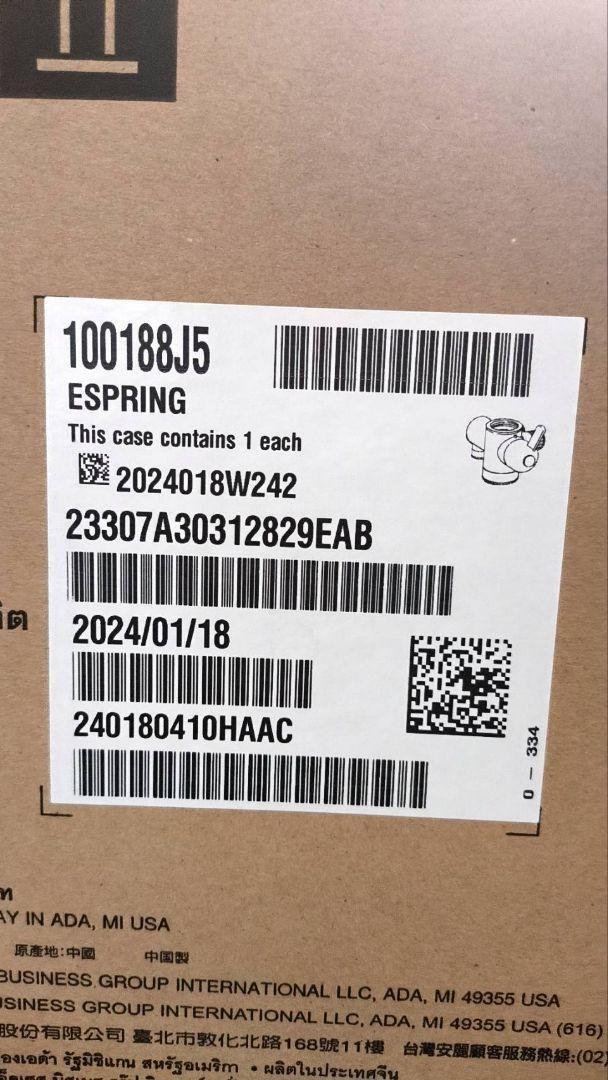 100188J5
ESPRING
This case contains 1 each
2024018W242
23307A30312829EAB
2024/01/18
240180410HAAC
0 - 334
AY IN ADA, MI USA
原產地:中國 中国製
BUSINESS GROUP INTERNATIONAL LLC, ADA, MI 49355 USA
USINESS GROUP INTERNATIONAL LLC, ADA, MI 49355 USA (616)
股份有限公司 臺北市敦化北路168號11樓 台灣安麗顧客服務熱線:(02)
องเอด้า รัฐมิชิแกน สหรัฐอเมริกา • ผลิตในประเทศจีน